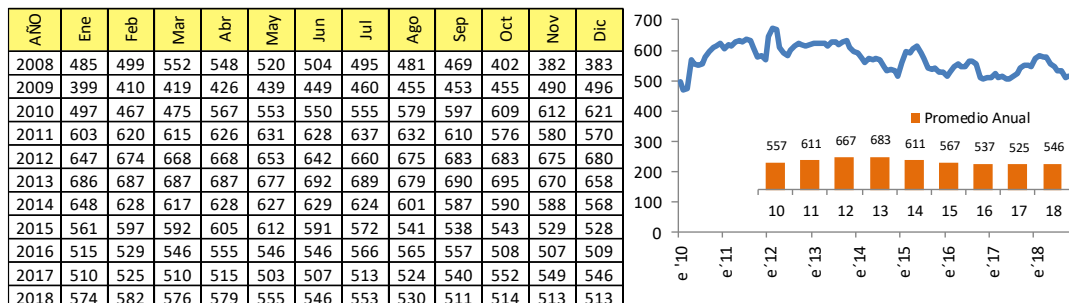 AÑO Ene Feb Mar Abr May Jun Jul Ago Sep Oct Nov Dic
2008 485 499 552 548 520 504 495 481 469 402 382 383
2009 399 410 419 426 439 449 460 455 453 455 490 496
2010 497 467 475 567 553 550 555 579 597 609 612 621
2011 603 620 615 626 631 628 637 632 610 576 580 570
2012 647 674 668 668 653 642 660 675 683 683 675 680
2013 686 687 687 687 677 692 689 679 690 695 670 658
2014 648 628 617 628 627 629 624 601 587 590 588 568
2015 561 597 592 605 612 591 572 541 538 543 529 528
2016 515 529 546 555 546 546 566 565 557 508 507 509
2017 510 525 510 515 503 507 513 524 540 552 549 546
2018 574 582 576 579 555 546 553 530 511 514 513 513
700
600
500
400
300
200
100
0
Promedio Anual
557 611 667 683 611 567 537 525 546
10 11 12 13 14 15 16 17 18
e ´10 e´11 e´12 e´13 e´14 e´15 e´16 e´17 e´18